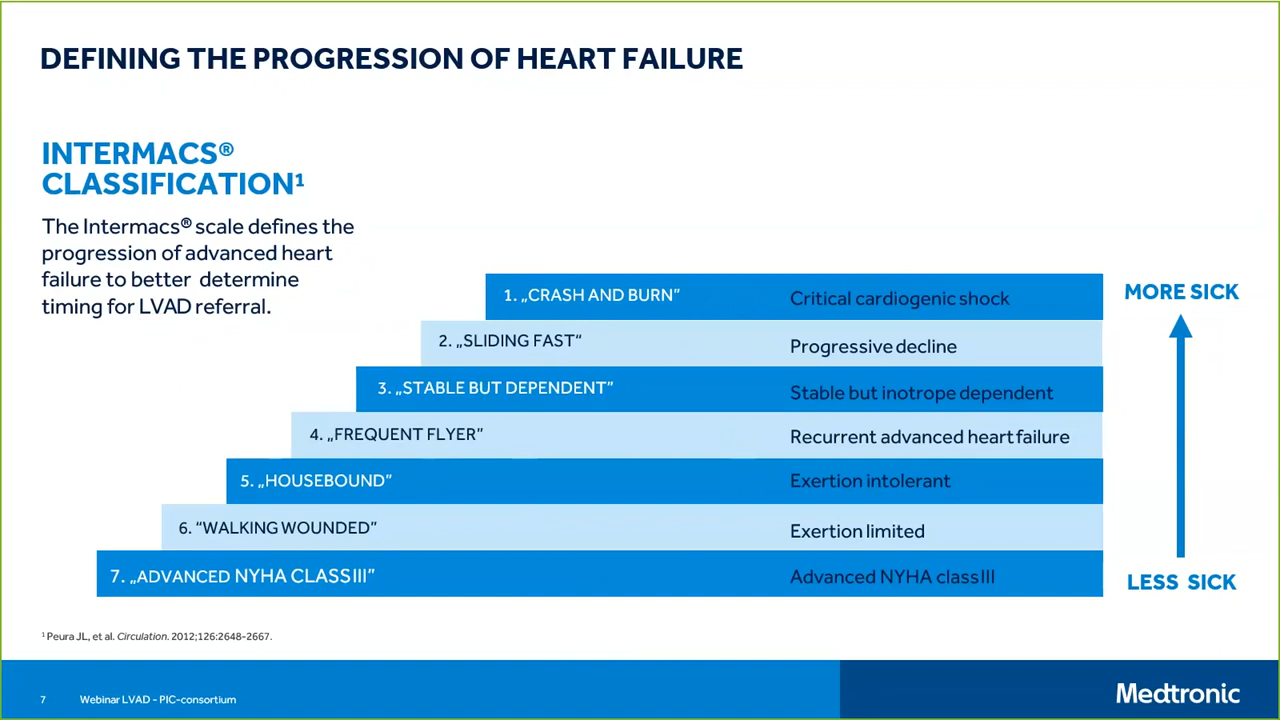 DEFINING THE PROGRESSION OF HEART FAILURE
INTERMACS®
CLASSIFICATION¹
The Intermacs® scale defines the
progression of advanced heart
failure to better determine
timing for LVAD referral.
1. „CRASH AND BURN” Critical cardiogenic shock
2. „SLIDING FAST“ Progressive decline
3. „STABLE BUT DEPENDENT” Stable but inotrope dependent
4. „FREQUENT FLYER” Recurrent advanced heart failure
5. „HOUSEBOUND” Exertion intolerant
6. “WALKING WOUNDED” Exertion limited
7. „ADVANCED NYHA CLASS III” Advanced NYHA class III
MORE SICK
LESS SICK
¹ Peura JL, et al. Circulation. 2012;126:2648-2667.
7 Webinar LVAD - PIC-consortium
Medtronic